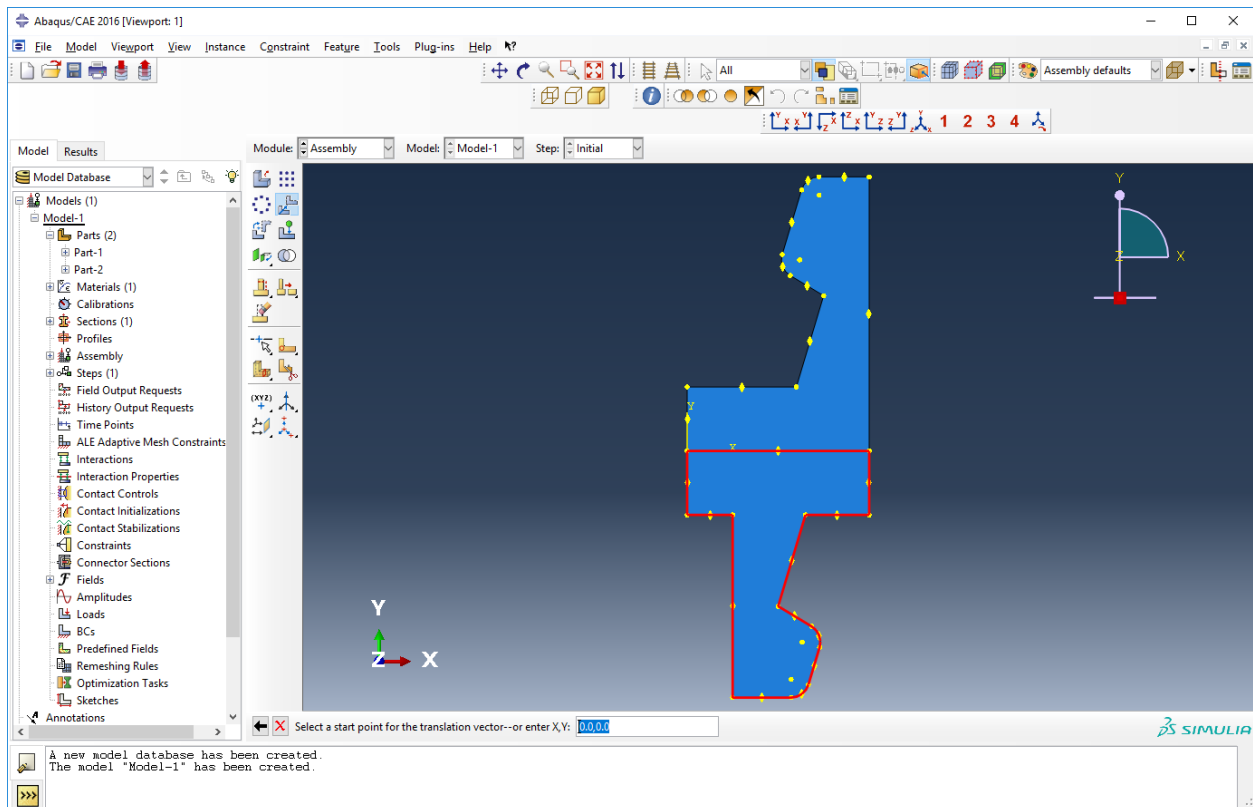 Abaqus/CAE 2016 [Viewport: 1]
File Model Viewport View Instance Constraint Feature Tools Plug-ins Help
All
Assembly defaults
1 2 3 4
Model Results
Module: Assembly Model: Model-1 Step: Initial
Model Database
Models (1)
Model-1
Parts (2)
Part-1
Part-2
Materials (1)
Calibrations
Sections (1)
Profiles
Assembly
Steps (1)
Field Output Requests
History Output Requests
Time Points
ALE Adaptive Mesh Constraints
Interactions
Interaction Properties
Contact Controls
Contact Initializations
Contact Stabilizations
Constraints
Connector Sections
Fields
Amplitudes
Loads
BCs
Predefined Fields
Remeshing Rules
Optimization Tasks
Sketches
Annotations
(XYZ)
Y
Z X
Y
X
Y
Z X
Select a start point for the translation vector--or enter X,Y: 0.0,0.0
SIMULIA
A new model database has been created.
The model "Model-1" has been created.
>>>